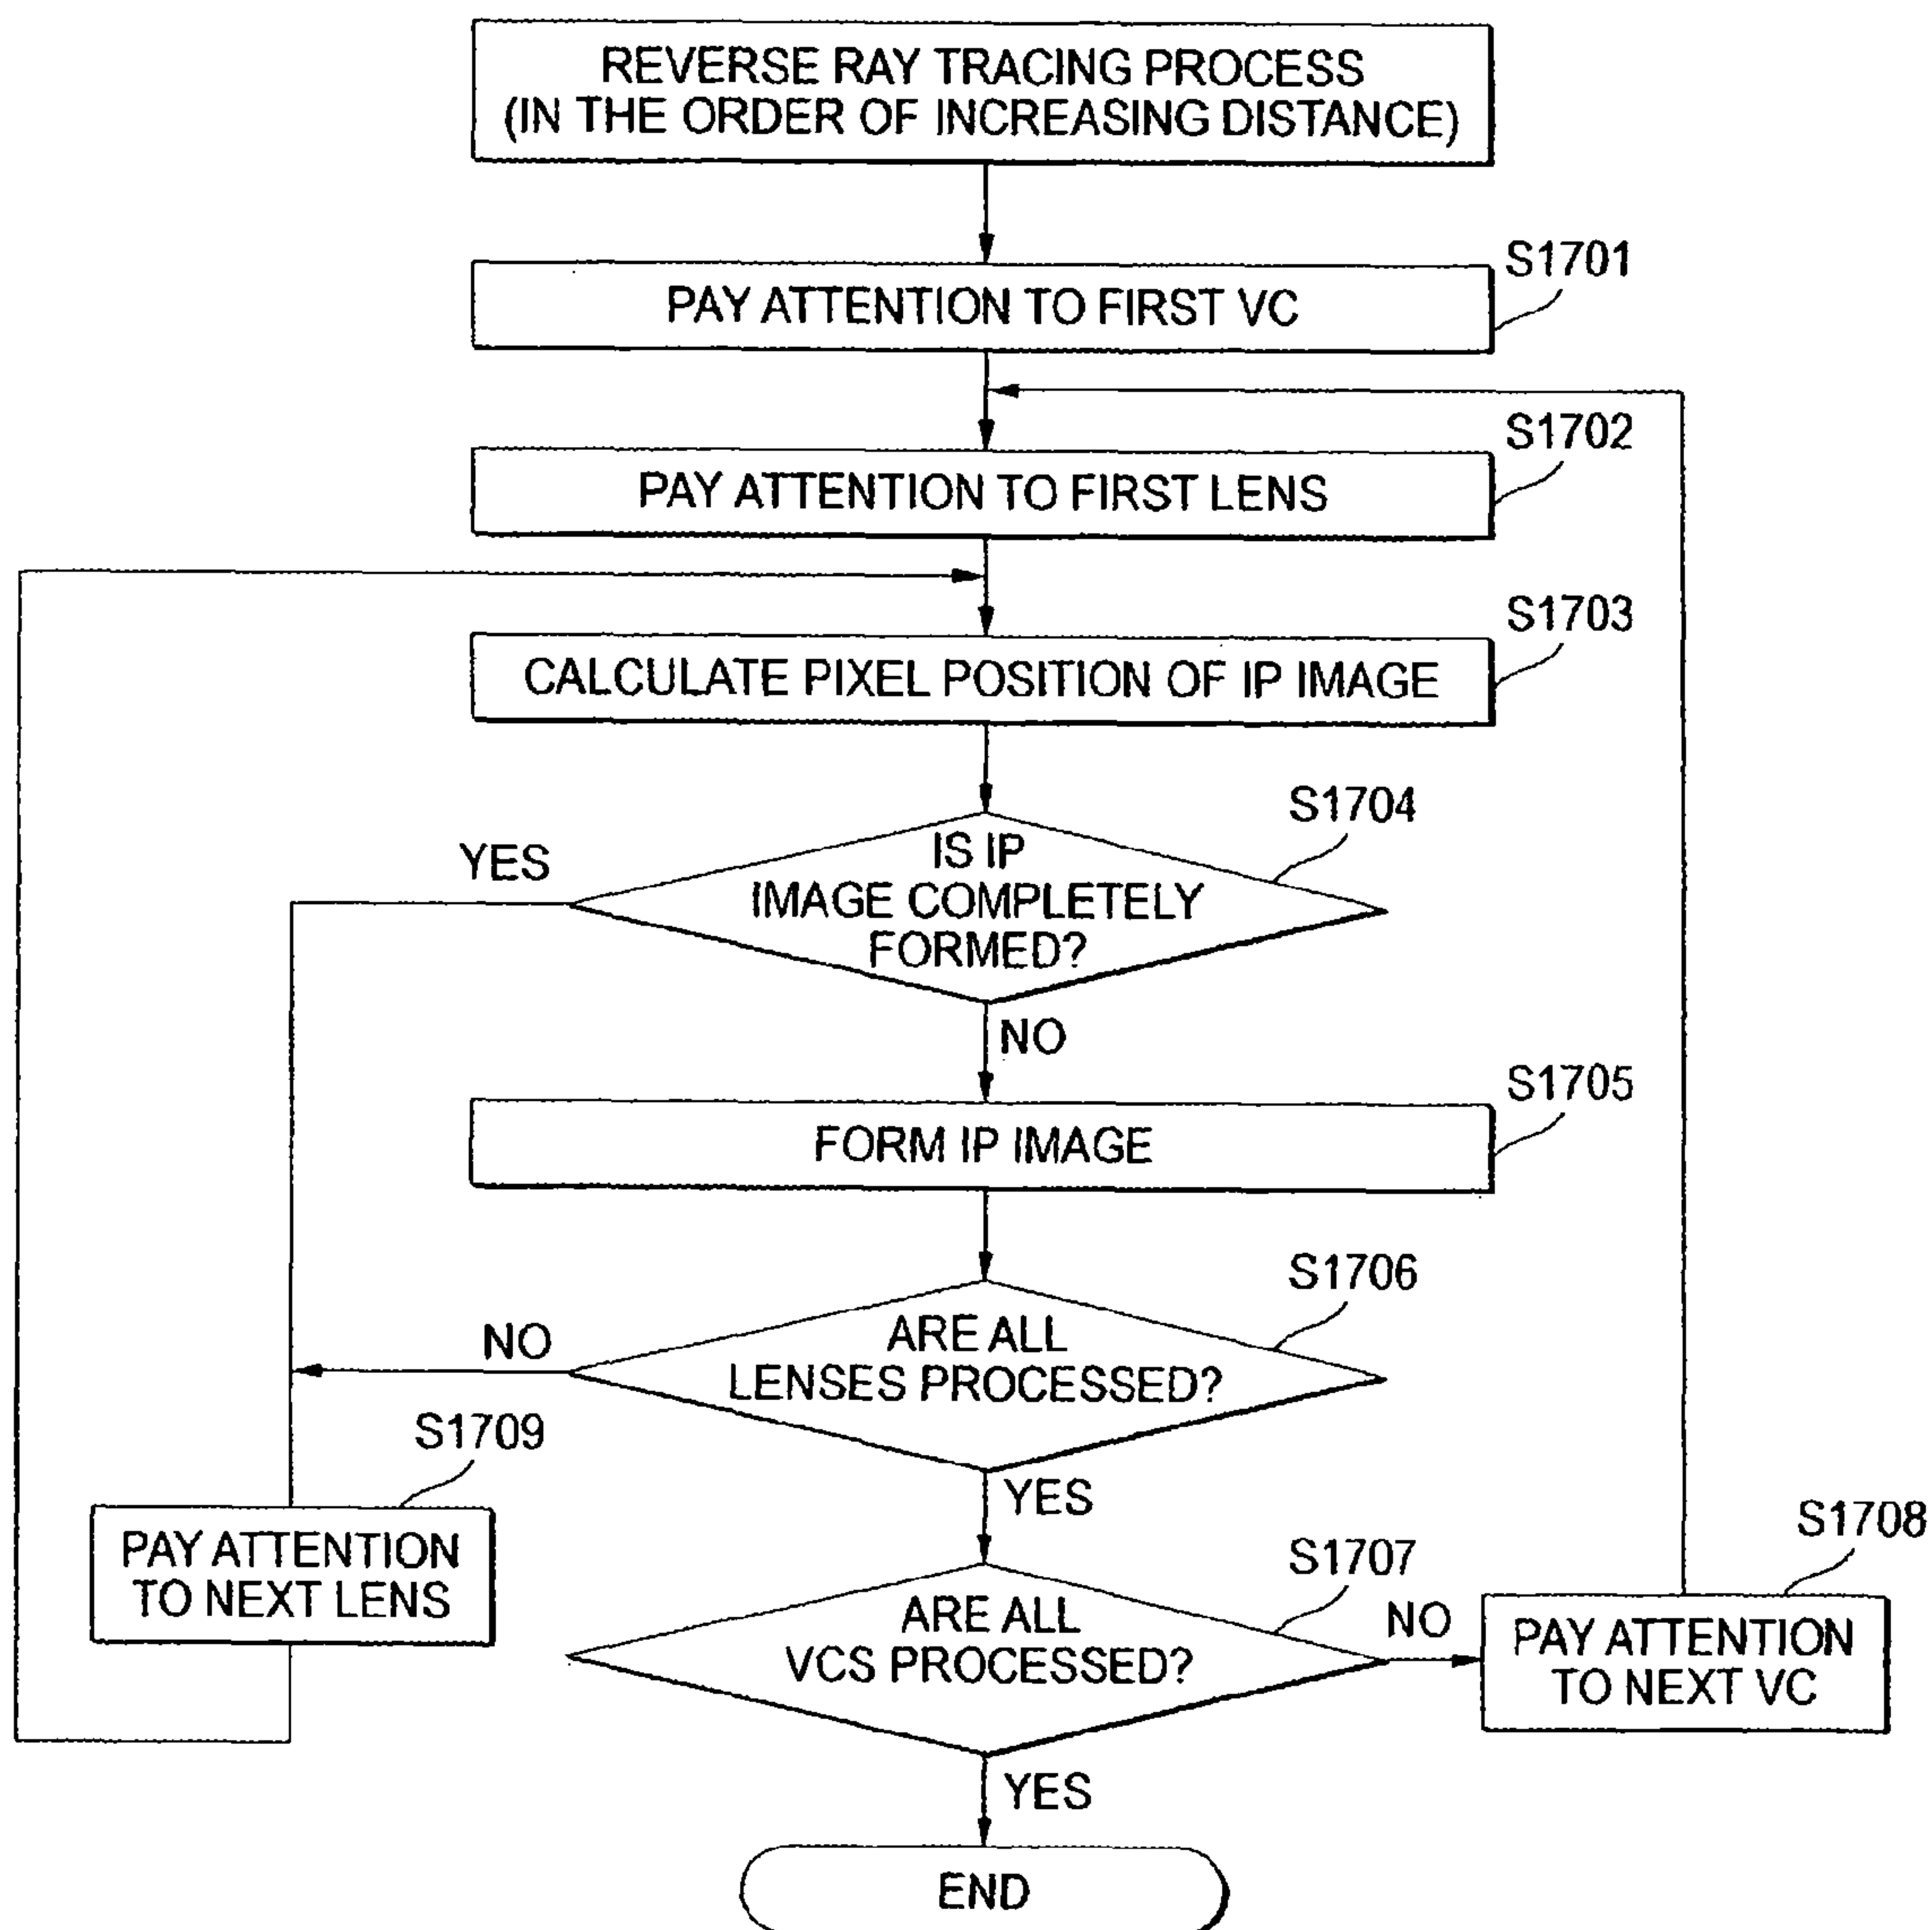 REVERSE RAY TRACING PROCESS
(IN THE ORDER OF INCREASING DISTANCE)
S1701
PAY ATTENTION TO FIRST VC
S1702
PAY ATTENTION TO FIRST LENS
S1703
CALCULATE PIXEL POSITION OF IP IMAGE
S1704
YES
IS IP
IMAGE COMPLETELY
FORMED?
NO
S1705
FORM IP IMAGE
S1706
NO
ARE ALL
LENSES PROCESSED?
S1709
YES
PAY ATTENTION
TO NEXT LENS
S1707
S1708
ARE ALL
VCS PROCESSED?
NO
PAY ATTENTION
TO NEXT VC
YES
END